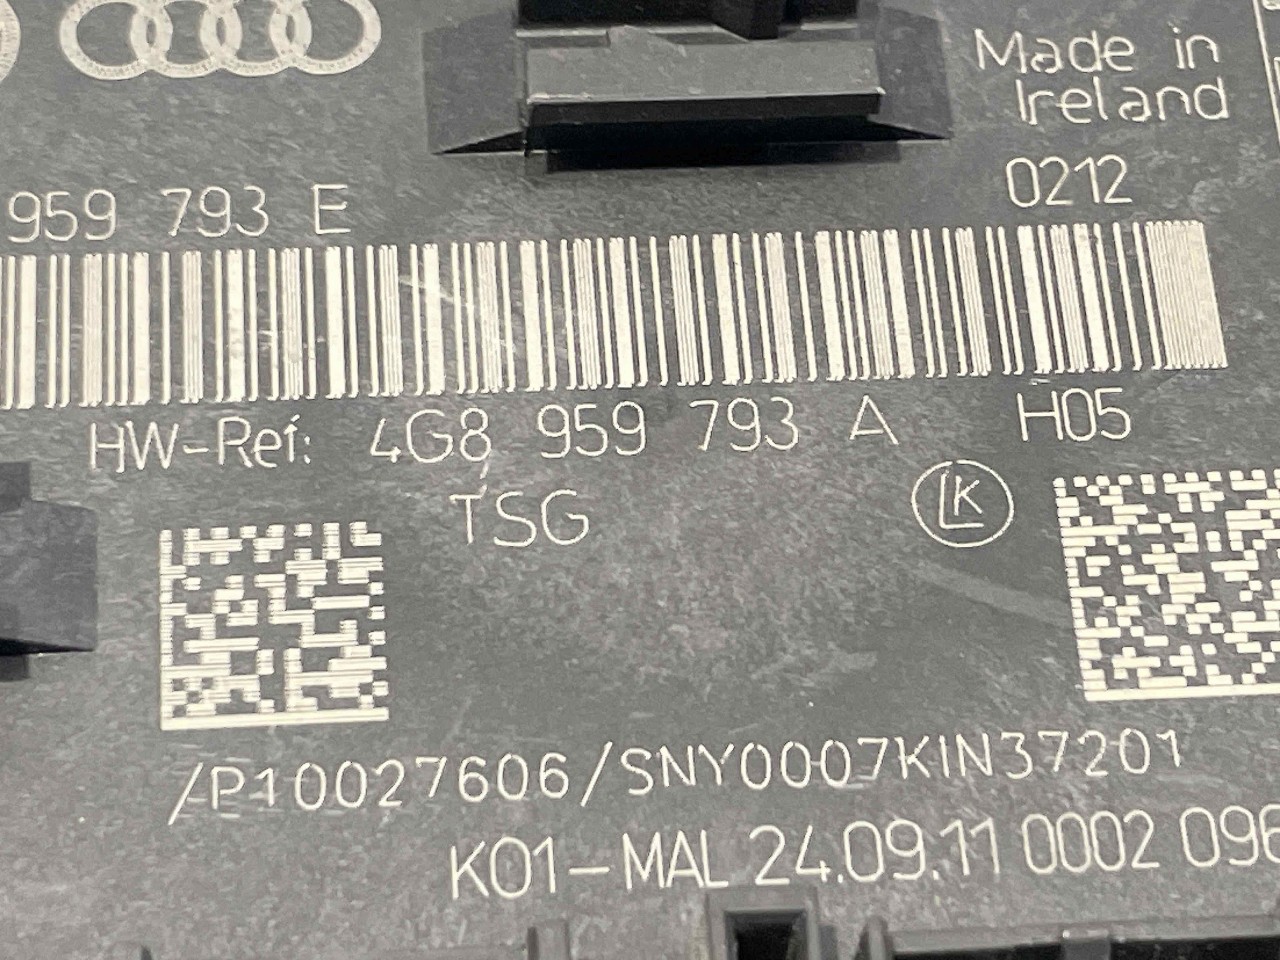 Made in
Ireland
959 793 E
0212
HW-Ref: 4G8 959 793 A H05
TSG
LK
/P10027606/SNY0007KIN37201
K01-MAL 24.09.11 0002 096